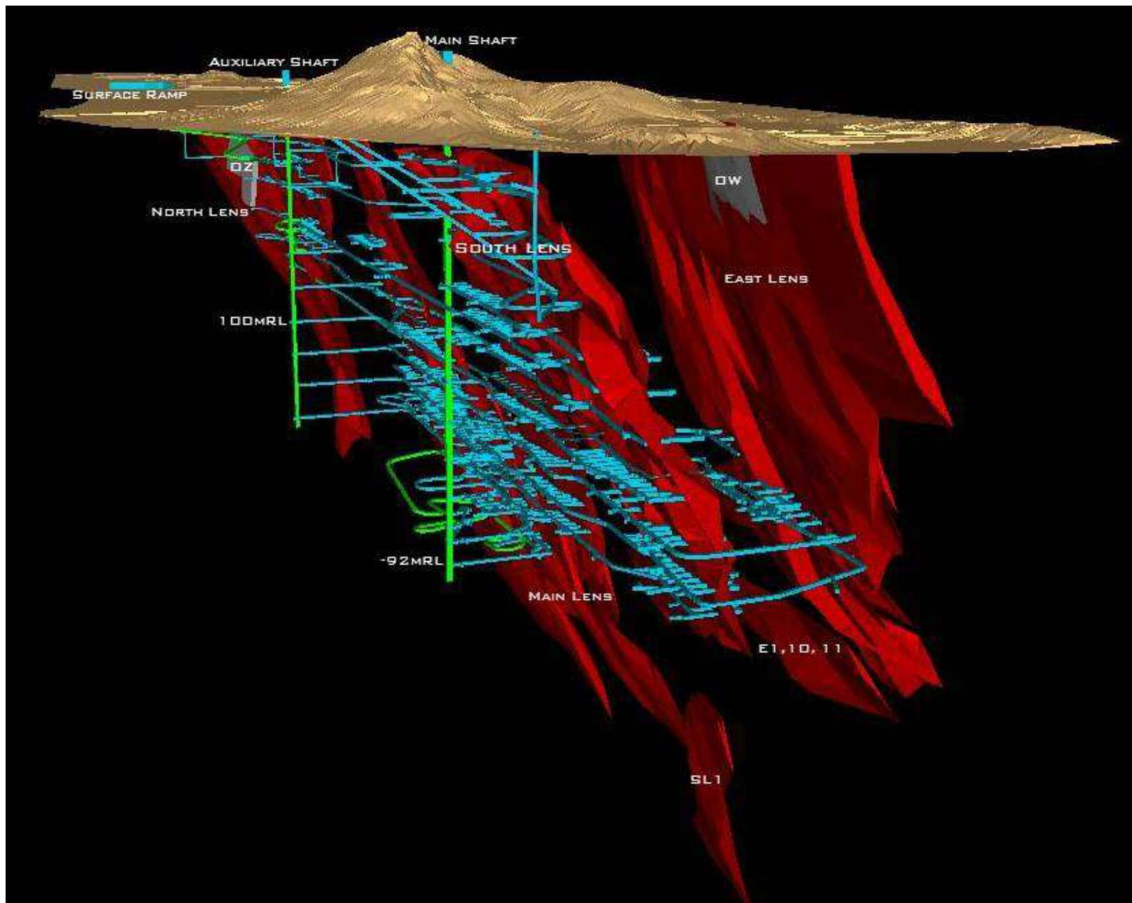 Main Shaft
Auxiliary Shaft
Surface Ramp
OZ
OW
North Lens
South Lens
East Lens
100mRL
-92mRL
Main Lens
E1,10, 11
SL1